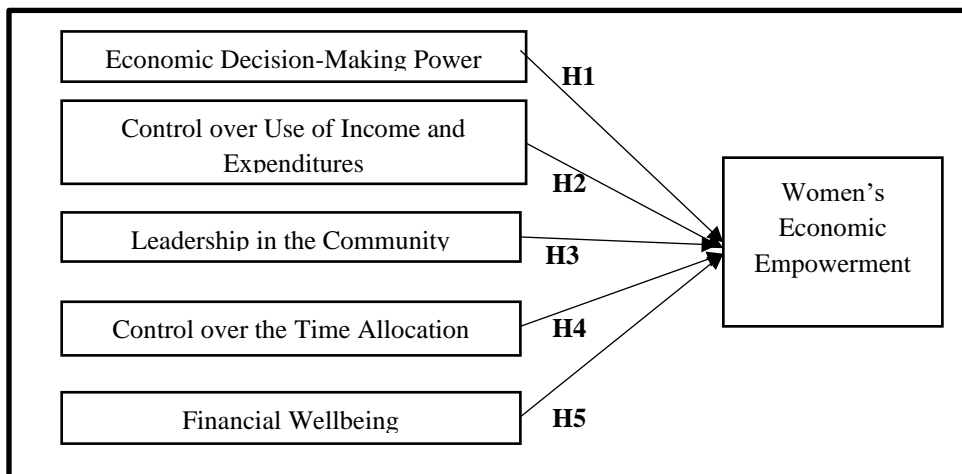 Economic Decision-Making Power
H1
Control over Use of Income and
Expenditures
H2
Women’s
Economic
Empowerment
Leadership in the Community
H3
Control over the Time Allocation
H4
Financial Wellbeing
H5